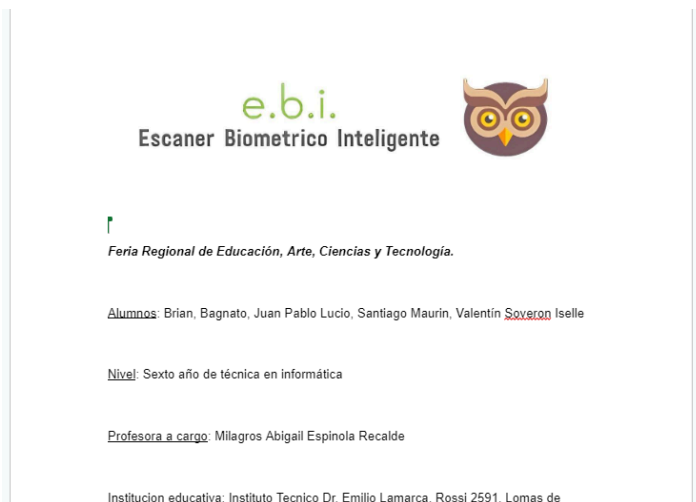 e.b.i.
Escaner Biometrico Inteligente
Feria Regional de Educación, Arte, Ciencias y Tecnología.
Alumnos: Brian, Bagnato, Juan Pablo Lucio, Santiago Maurin, Valentín Soveron Iselle
Nivel: Sexto año de técnica en informática
Profesora a cargo: Milagros Abigail Espinola Recalde
Institucion educativa: Instituto Tecnico Dr. Emilio Lamarca, Rossi 2591, Lomas de